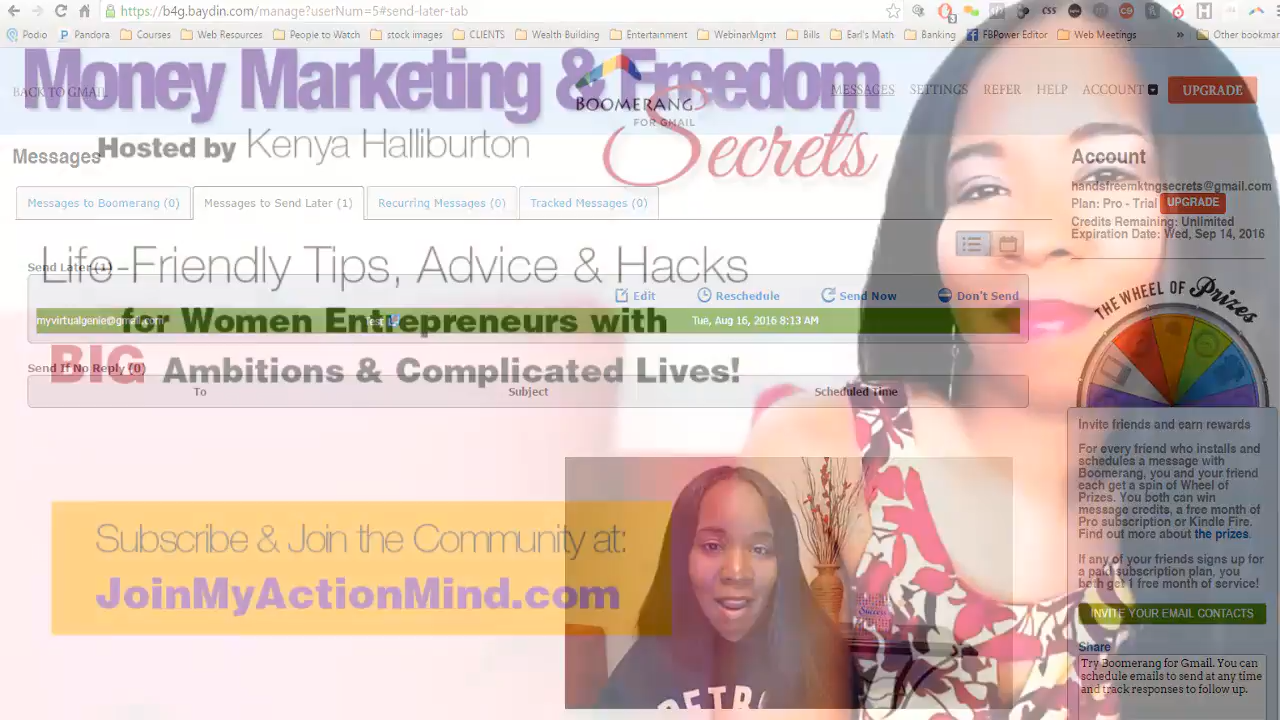 https://b4g.baydin.com/manage?userNum=5#send-later-tab
Podio Pandora Courses Web Resources People to Watch stock images CLIENTS Wealth Building Entertainment WebinarMgmt Bills Earl's Math Banking FBPower Editor Web Meetings » Other bookmar
Money Marketing & Freedom
Secrets
BACK TO GMAIL
BOOMERANG
FOR GMAIL
MESSAGES SETTINGS REFER HELP ACCOUNT UPGRADE
Hosted by Kenya Halliburton
Messages
Messages to Boomerang (0) Messages to Send Later (1) Recurring Messages (0) Tracked Messages (0)
Account
handsfreemktngsecrets@gmail.com
Plan: Pro - Trial UPGRADE
Credits Remaining: Unlimited
Expiration Date: Wed, Sep 14, 2016
Life-Friendly Tips, Advice & Hacks
Send Later (1)
Edit Reschedule Send Now Don't Send
myvirtualgenie@gmail.com Test Tue, Aug 16, 2016 8:13 AM
for Women Entrepreneurs with
BIG Ambitions & Complicated Lives!
Send If No Reply (0)
To Subject Scheduled Time
THE WHEEL OF Prizes
Invite friends and earn rewards
For every friend who installs and
schedules a message with
Boomerang, you and your friend
each get a spin of Wheel of
Prizes. You both can win
message credits, a free month of
Pro subscription or Kindle Fire.
Find out more about the prizes.
If any of your friends signs up for
a paid subscription plan, you
both get 1 free month of service!
INVITE YOUR EMAIL CONTACTS
Share
Try Boomerang for Gmail. You can
schedule emails to send at any time
and track responses to follow up.
Subscribe & Join the Community at:
JoinMyActionMind.com
Success
DETRO